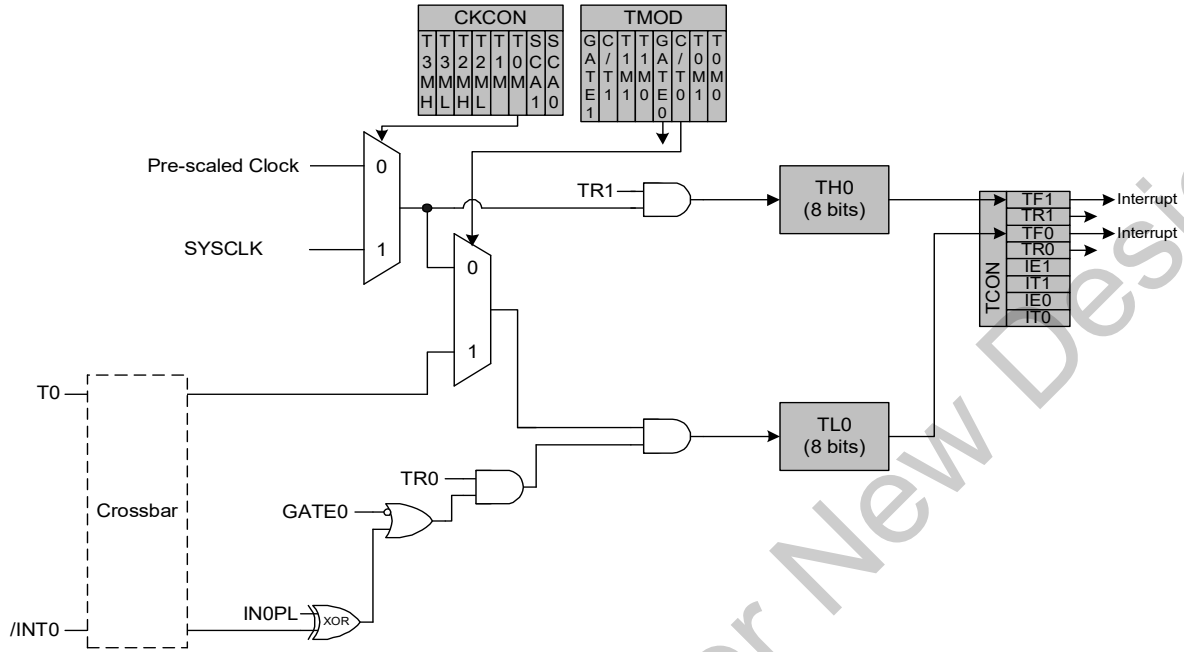 CKCON
T3MH
T3ML
T2MH
T2ML
T1M
T0M
SCA1
SCA0
TMOD
GATE1
C/T1
T1M1
T1M0
GATE0
C/T0
T0M1
T0M0
Pre-scaled Clock
0
SYSCLK
1
TR1
TH0
(8 bits)
TCON
TF1
TR1
TF0
TR0
IE1
IT1
IE0
IT0
Interrupt
Interrupt
0
1
T0
Crossbar
TL0
(8 bits)
TR0
GATE0
IN0PL
XOR
/INT0
r New Desi